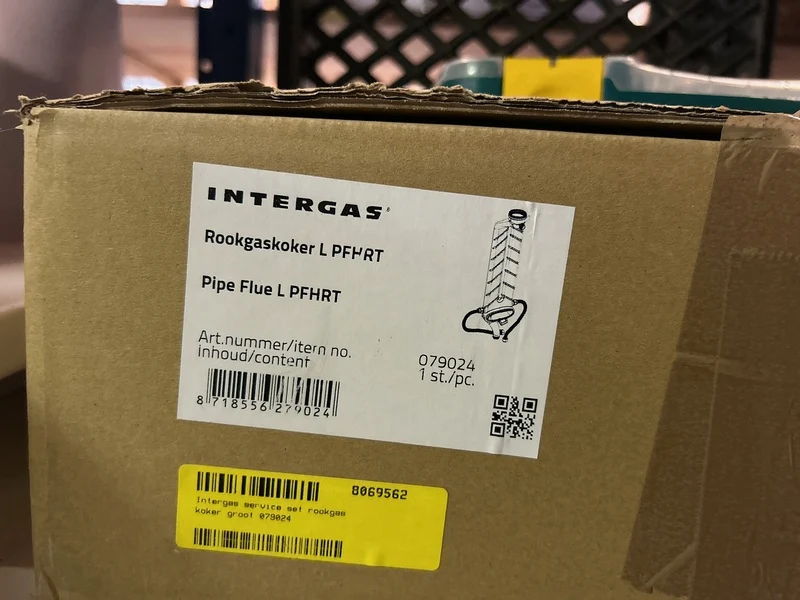 INTERGAS
Rookgaskoker L PFHRT
Pipe Flue L PFHRT
Art.nummer/item no.
079024
inhoud/content
1 st./pc.
8 718556 279024
8069562
Intergas service set rookgas
koker groot 079024